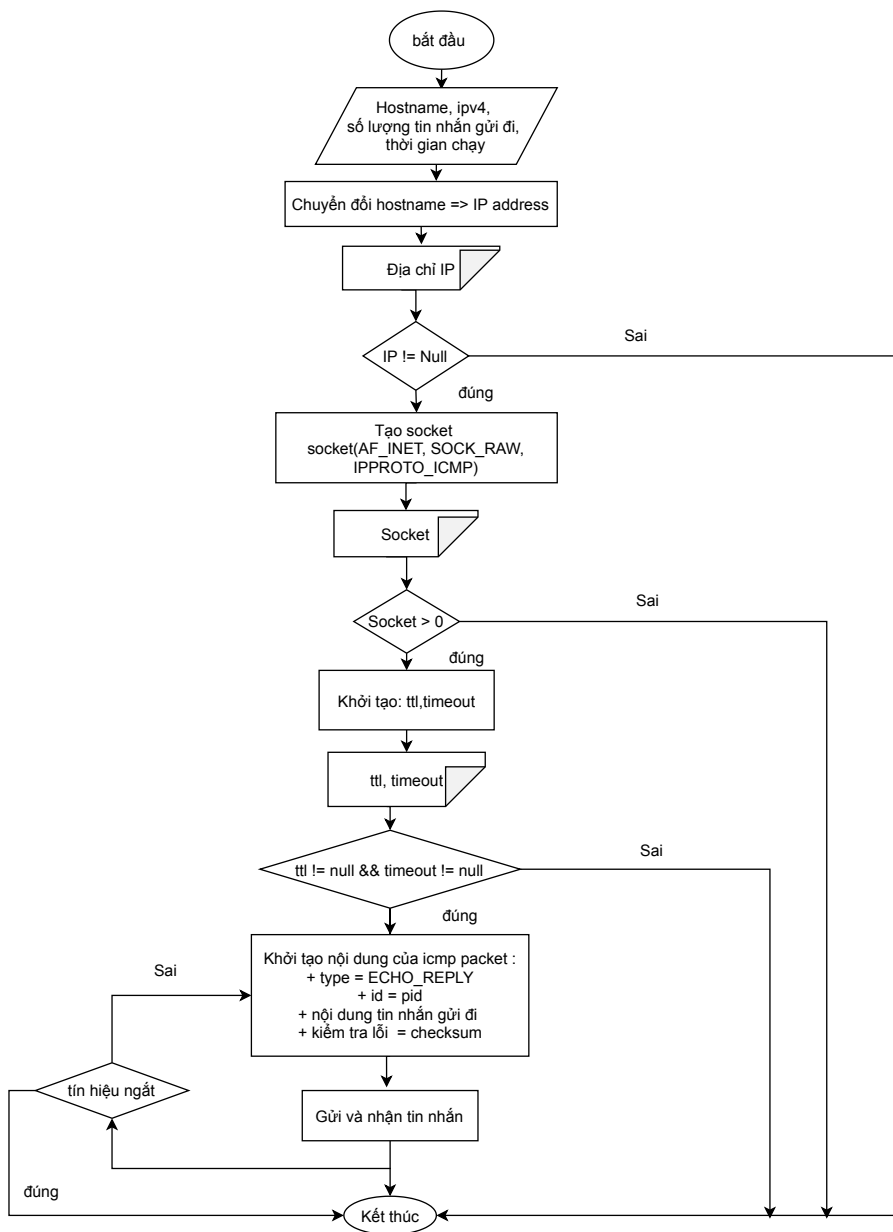 bắt đầu
Hostname, ipv4,
số lượng tin nhắn gửi đi,
thời gian chạy
Chuyển đổi hostname => IP address
Địa chỉ IP
IP != Null
Sai
đúng
Tạo socket
socket(AF_INET, SOCK_RAW,
IPPROTO_ICMP)
Socket
Socket > 0
Sai
đúng
Khởi tạo: ttl,timeout
ttl, timeout
ttl != null && timeout != null
Sai
đúng
Khởi tạo nội dung của icmp packet :
+ type = ECHO_REPLY
+ id = pid
+ nội dung tin nhắn gửi đi
+ kiểm tra lỗi = checksum
Sai
tín hiệu ngắt
Gửi và nhận tin nhắn
đúng
Kết thúc